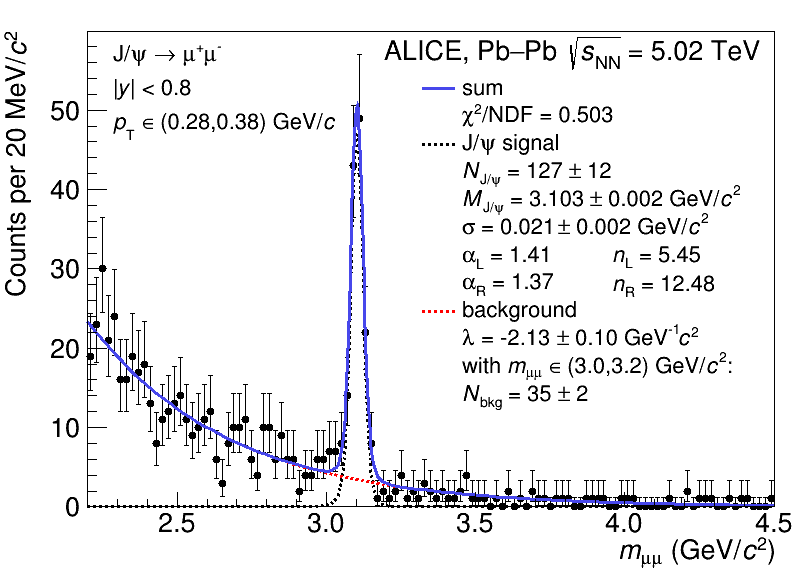 J/ψ → μ⁺μ⁻
|y| < 0.8
p_T ∈ (0.28,0.38) GeV/c
ALICE, Pb–Pb √s_NN = 5.02 TeV
sum
χ²/NDF = 0.503
J/ψ signal
N_J/ψ = 127 ± 12
M_J/ψ = 3.103 ± 0.002 GeV/c²
σ = 0.021 ± 0.002 GeV/c²
α_L = 1.41 n_L = 5.45
α_R = 1.37 n_R = 12.48
background
λ = -2.13 ± 0.10 GeV⁻¹c²
with m_μμ ∈ (3.0,3.2) GeV/c²:
N_bkg = 35 ± 2
Counts per 20 MeV/c²
50
40
30
20
10
0
2.5 3.0 3.5 4.0 4.5
m_μμ (GeV/c²)